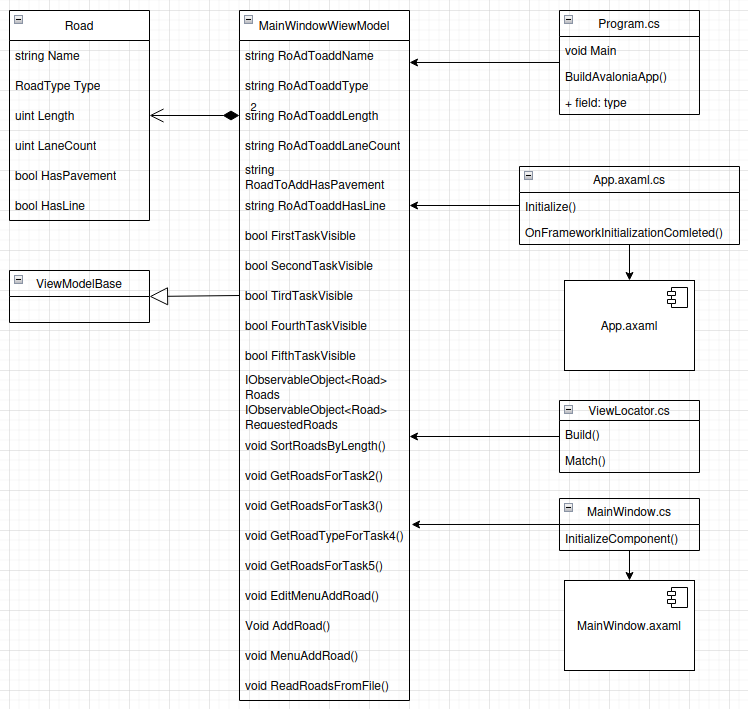 Road
string Name
RoadType Type
uint Length
uint LaneCount
bool HasPavement
bool HasLine
ViewModelBase
MainWindowWiewModel
string RoAdToaddName
string RoAdToaddType
2
string RoAdToaddLength
string RoAdToaddLaneCount
string
RoadToAddHasPavement
string RoAdToaddHasLine
bool FirstTaskVisible
bool SecondTaskVisible
bool TirdTaskVisible
bool FourthTaskVisible
bool FifthTaskVisible
IObservableObject<Road>
Roads
IObservableObject<Road>
RequestedRoads
void SortRoadsByLength()
void GetRoadsForTask2()
void GetRoadsForTask3()
void GetRoadTypeForTask4()
void GetRoadsForTask5()
void EditMenuAddRoad()
Void AddRoad()
void MenuAddRoad()
void ReadRoadsFromFile()
Program.cs
void Main
BuildAvaloniaApp()
+ field: type
App.axaml.cs
Initialize()
OnFrameworkInitializationComleted()
App.axaml
ViewLocator.cs
Build()
Match()
MainWindow.cs
InitializeComponent()
MainWindow.axaml